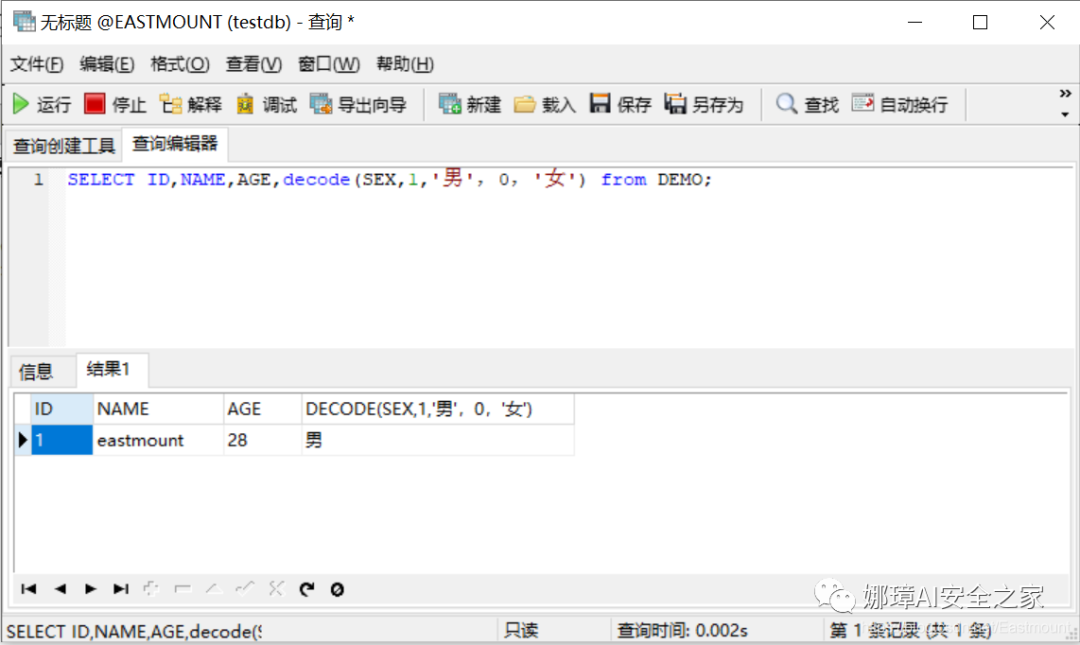 无标题 @EASTMOUNT (testdb) - 查询 *
文件(F) 编辑(E) 格式(O) 查看(V) 窗口(W) 帮助(H)
运行 停止 解释 调试 导出向导 新建 载入 保存 另存为 查找 自动换行
查询创建工具 查询编辑器
1 SELECT ID,NAME,AGE,decode(SEX,1,'男', 0, '女') from DEMO;
信息 结果1
ID NAME AGE DECODE(SEX,1,'男', 0, '女')
1 eastmount 28 男
娜璋AI安全之家
SELECT ID,NAME,AGE,decode(S 只读 查询时间: 0.002s 第 1 条记录 (共 1 条)